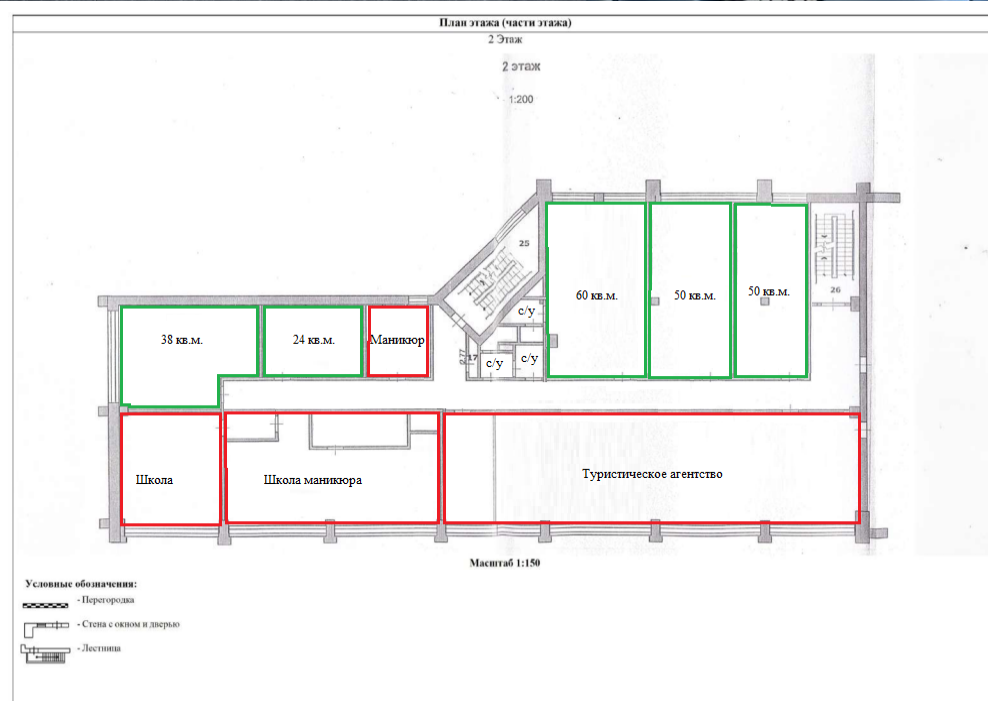 План этажа (части этажа)
2 Этаж
2 этаж
1:200
25
60 кв.м.
50 кв.м.
50 кв.м.
26
с/у
38 кв.м.
24 кв.м.
Маникюр
0,77
17
с/у
с/у
Школа
Школа маникюра
Туристическое агентство
Масштаб 1:150
Условные обозначения:
- Перегородка
- Стена с окном и дверью
- Лестница